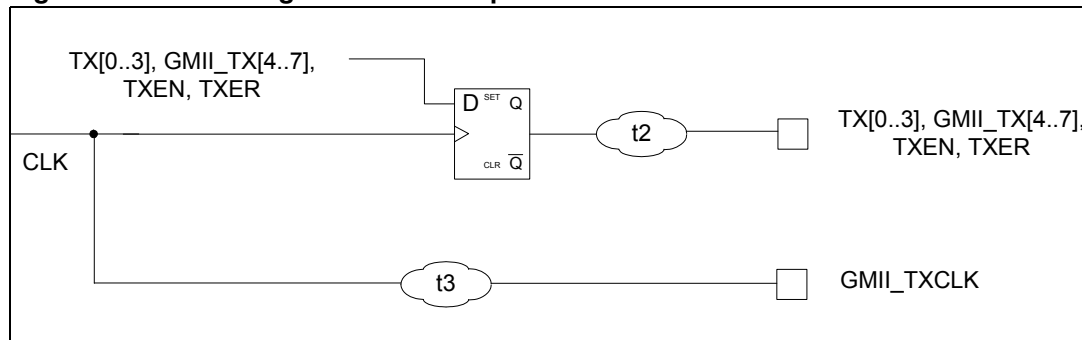 TX[0..3], GMII_TX[4..7],
TXEN, TXER
D SET Q
CLR Q
CLK
t2
TX[0..3], GMII_TX[4..7],
TXEN, TXER
t3
GMII_TXCLK